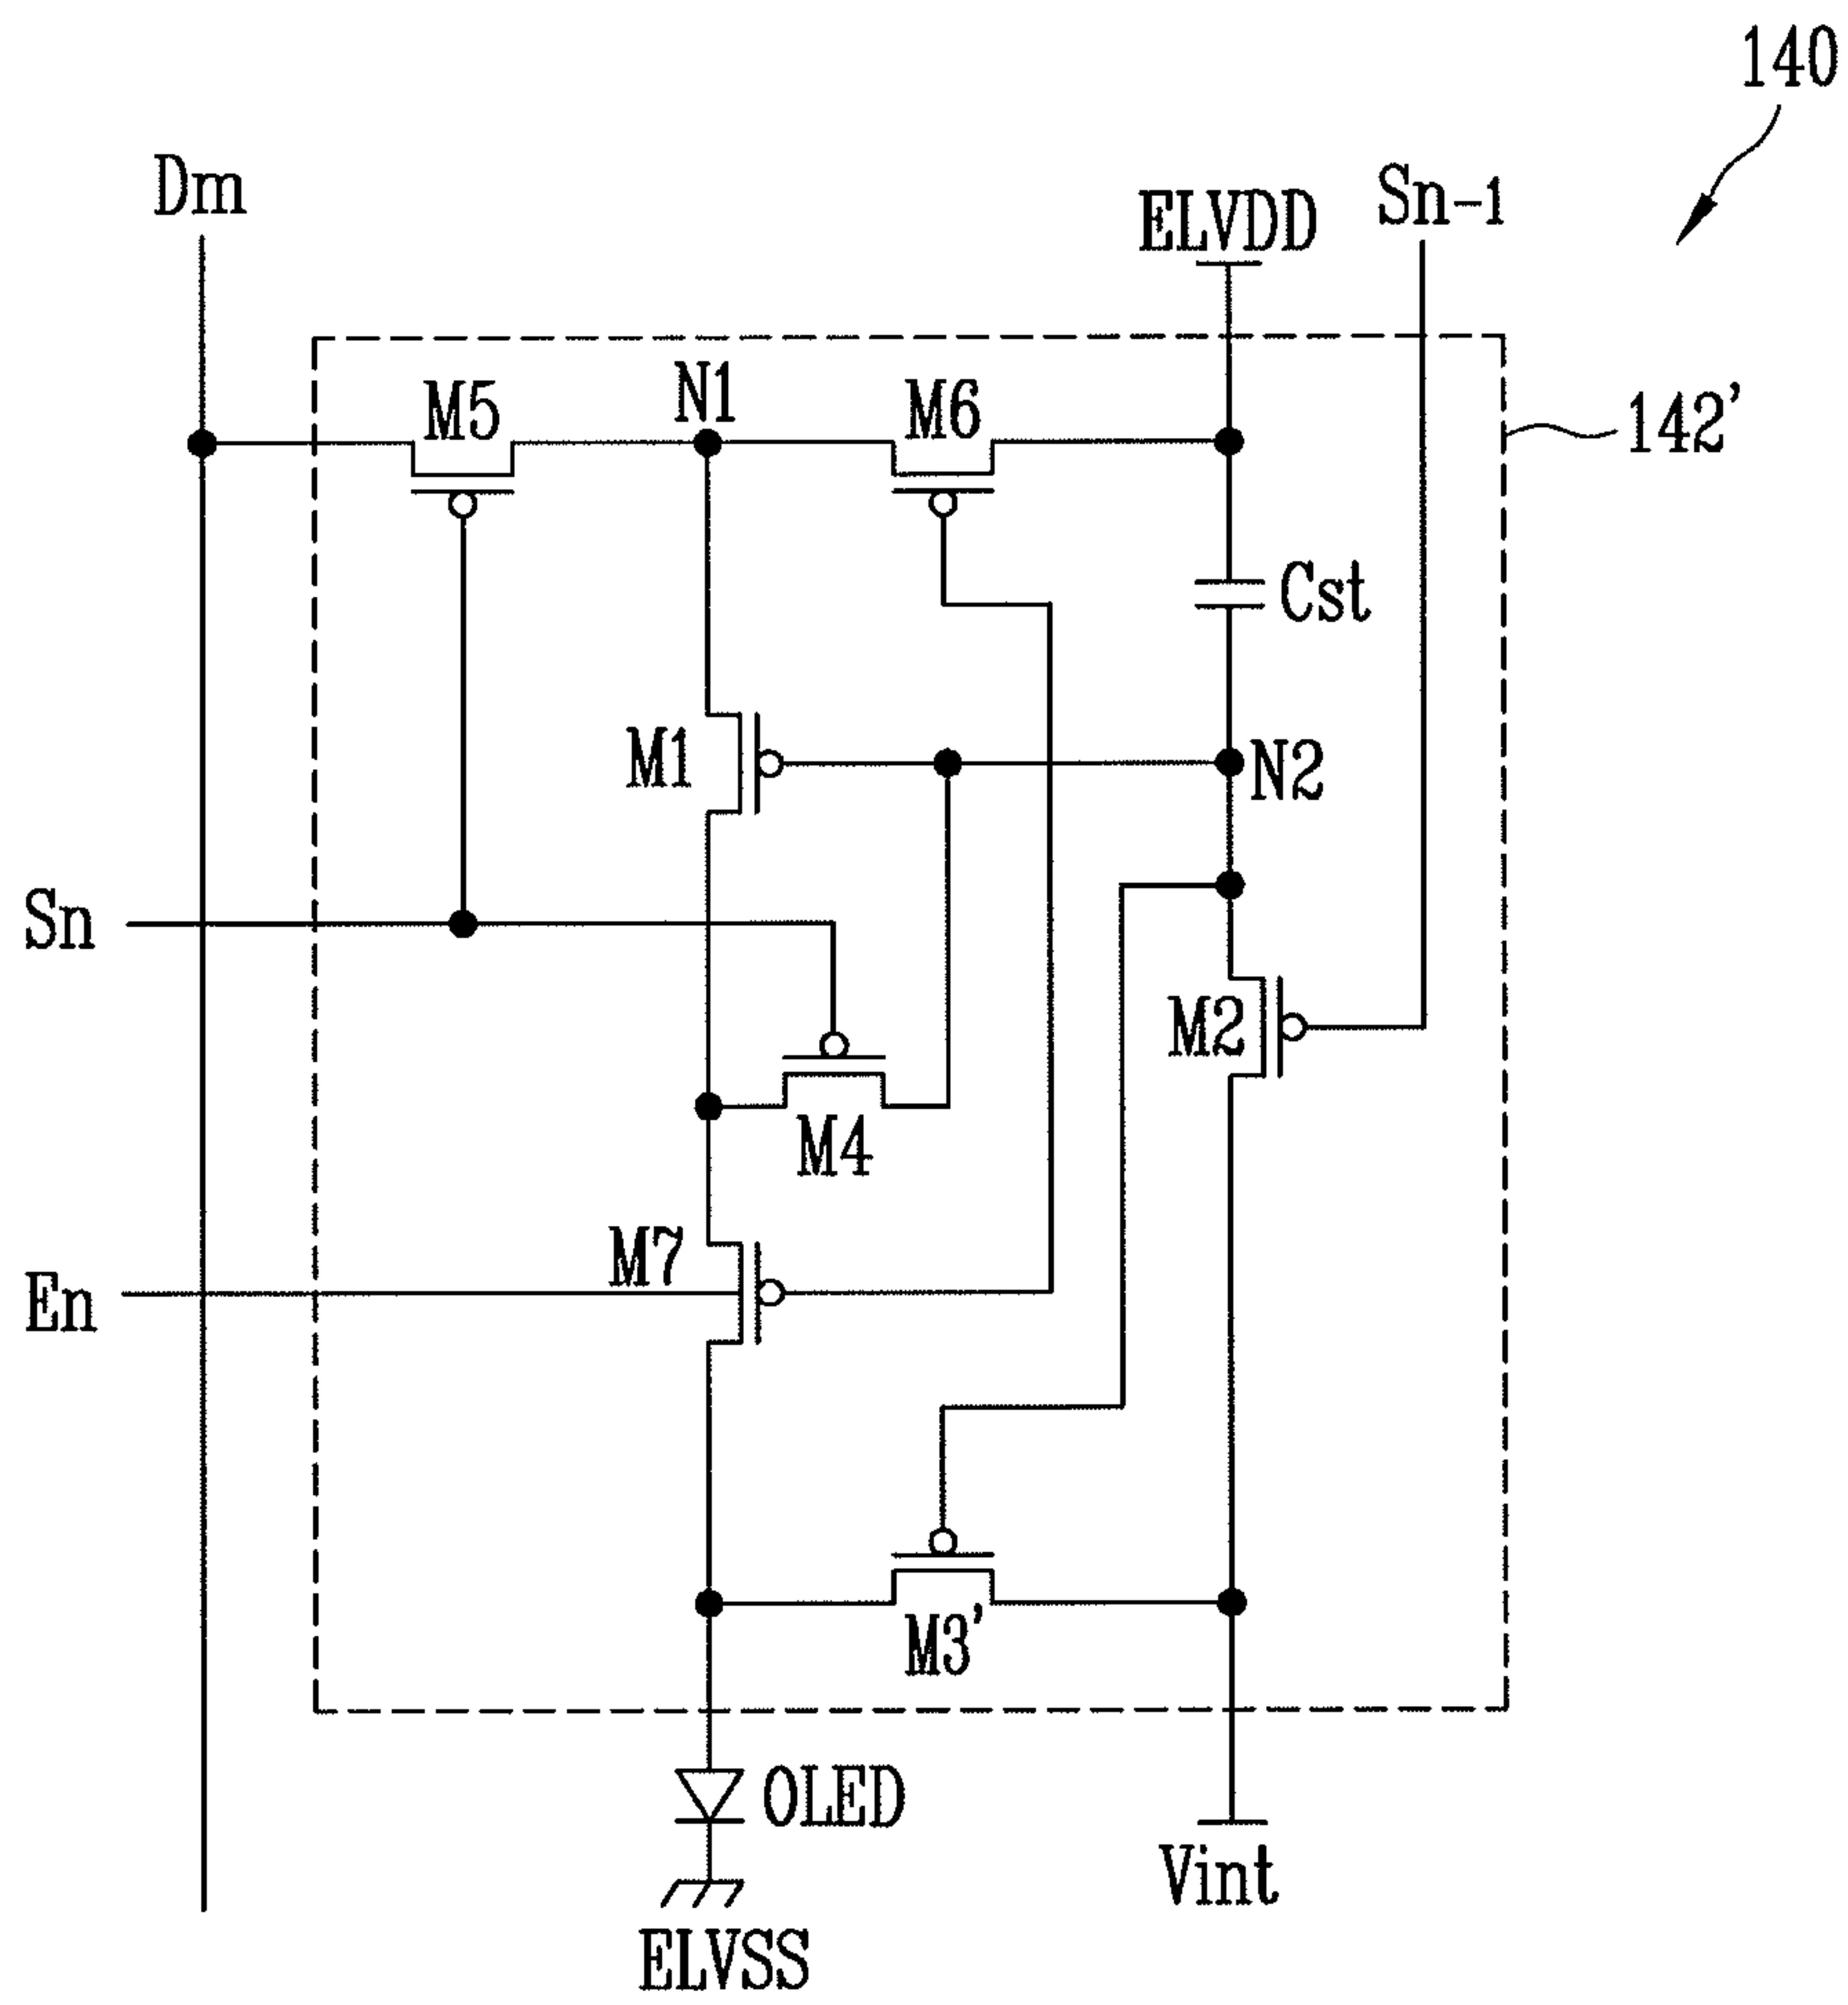 140
Dm
ELVDD
Sn-1
M5
N1
M6
142'
Cst
M1
N2
Sn
M2
M4
M7
En
M3'
OLED
Vint
ELVSS